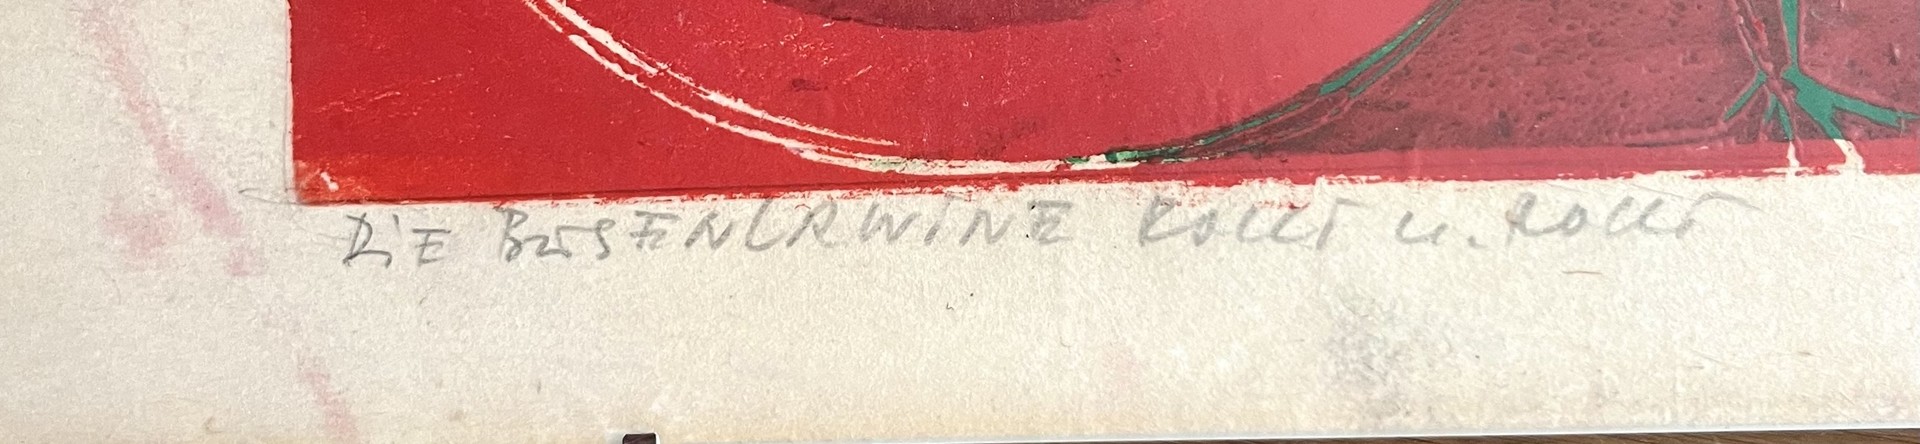 DiE BUSENLAWiNE ROLLT u. ROLLT